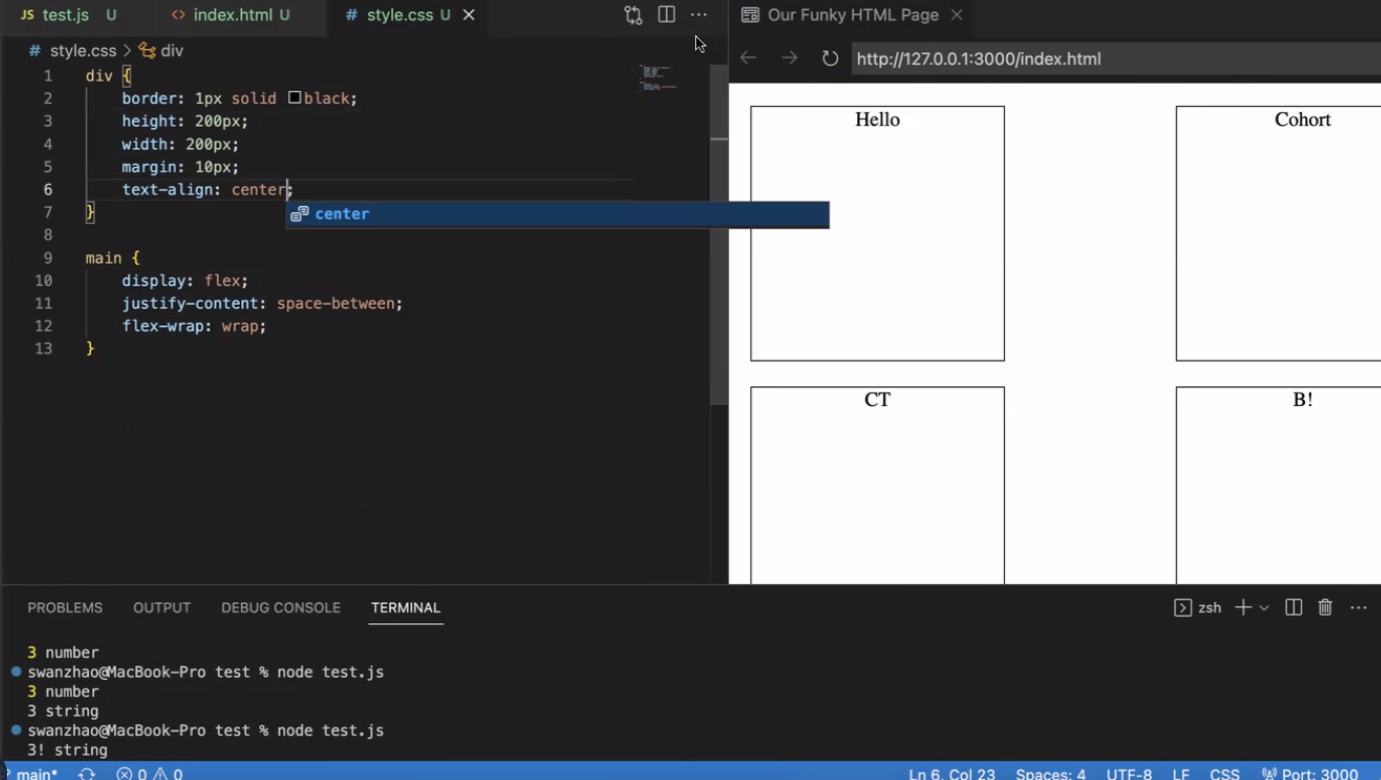 JS test.js U <> index.html U # style.css U
# style.css > div
1 div {
2 border: 1px solid black;
3 height: 200px;
4 width: 200px;
5 margin: 10px;
6 text-align: center;
center
7 }
8
9 main {
10 display: flex;
11 justify-content: space-between;
12 flex-wrap: wrap;
13 }
Our Funky HTML Page
http://127.0.0.1:3000/index.html
Hello
Cohort
CT
B!
PROBLEMS OUTPUT DEBUG CONSOLE TERMINAL
zsh
3 number
swanzhao@MacBook-Pro test % node test.js
3 number
3 string
swanzhao@MacBook-Pro test % node test.js
3! string
main* 0 0 Ln 6, Col 23 Spaces: 4 UTF-8 LF CSS Port: 3000